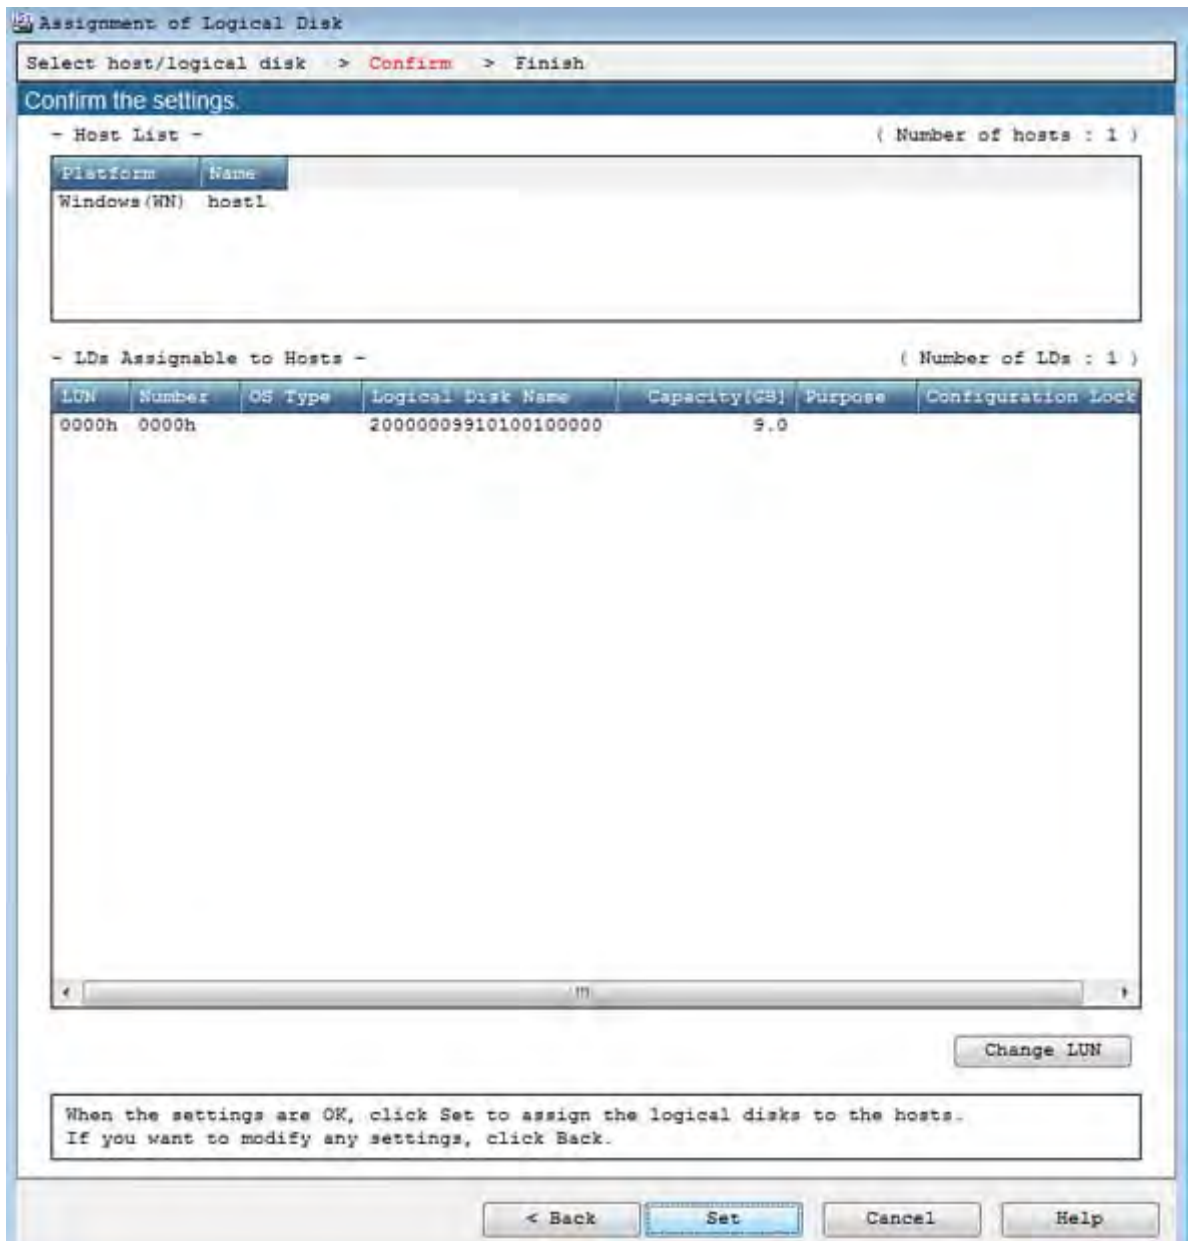 Assignment of Logical Disk
Select host/logical disk > Confirm > Finish
Confirm the settings.
- Host List - ( Number of hosts : 1 )
Platform Name
Windows(WN) host1
- LDs Assignable to Hosts - ( Number of LDs : 1 )
LUN Number OS Type Logical Disk Name Capacity[GB] Purpose Configuration Lock
0000h 0000h 20000009910100100000 9.0
Change LUN
When the settings are OK, click Set to assign the logical disks to the hosts.
If you want to modify any settings, click Back.
< Back Set Cancel Help